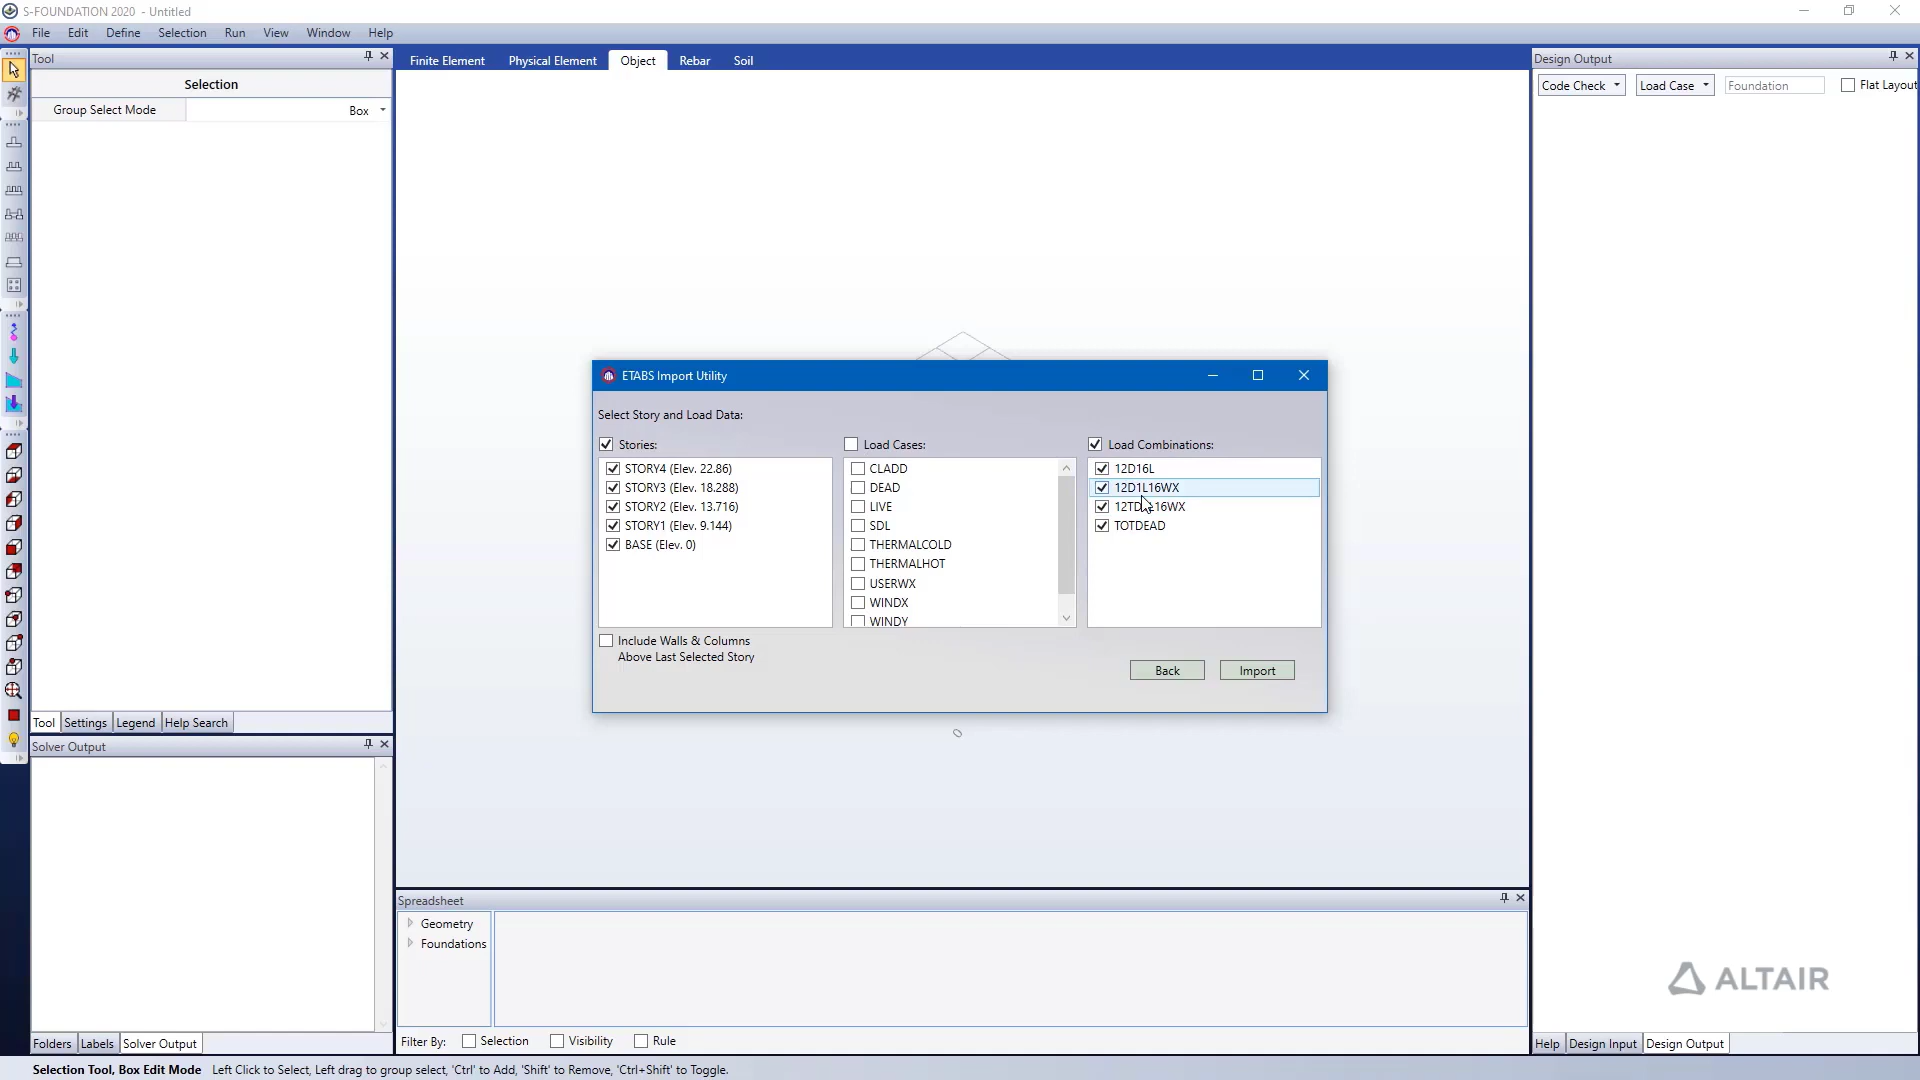 S-FOUNDATION 2020 - Untitled
File Edit Define Selection Run View Window Help
Tool
Selection
Group Select Mode Box
Finite Element Physical Element Object Rebar Soil
Design Output
Code Check Load Case Foundation Flat Layout
ETABS Import Utility
Select Story and Load Data:
Stories:
STORY4 (Elev. 22.86)
STORY3 (Elev. 18.288)
STORY2 (Elev. 13.716)
STORY1 (Elev. 9.144)
BASE (Elev. 0)
Include Walls & Columns
Above Last Selected Story
Load Cases:
CLADD
DEAD
LIVE
SDL
THERMALCOLD
THERMALHOT
USERWX
WINDX
WINDY
Load Combinations:
12D16L
12D1L16WX
TOTDEAD
Back Import
Tool Settings Legend Help Search
Solver Output
Folders Labels Solver Output
Spreadsheet
Geometry
Foundations
Filter By: Selection Visibility Rule
ALTAIR
Help Design Input Design Output
Selection Tool, Box Edit Mode Left Click to Select, Left drag to group select, 'Ctrl' to Add, 'Shift' to Remove, 'Ctrl+Shift' to Toggle.